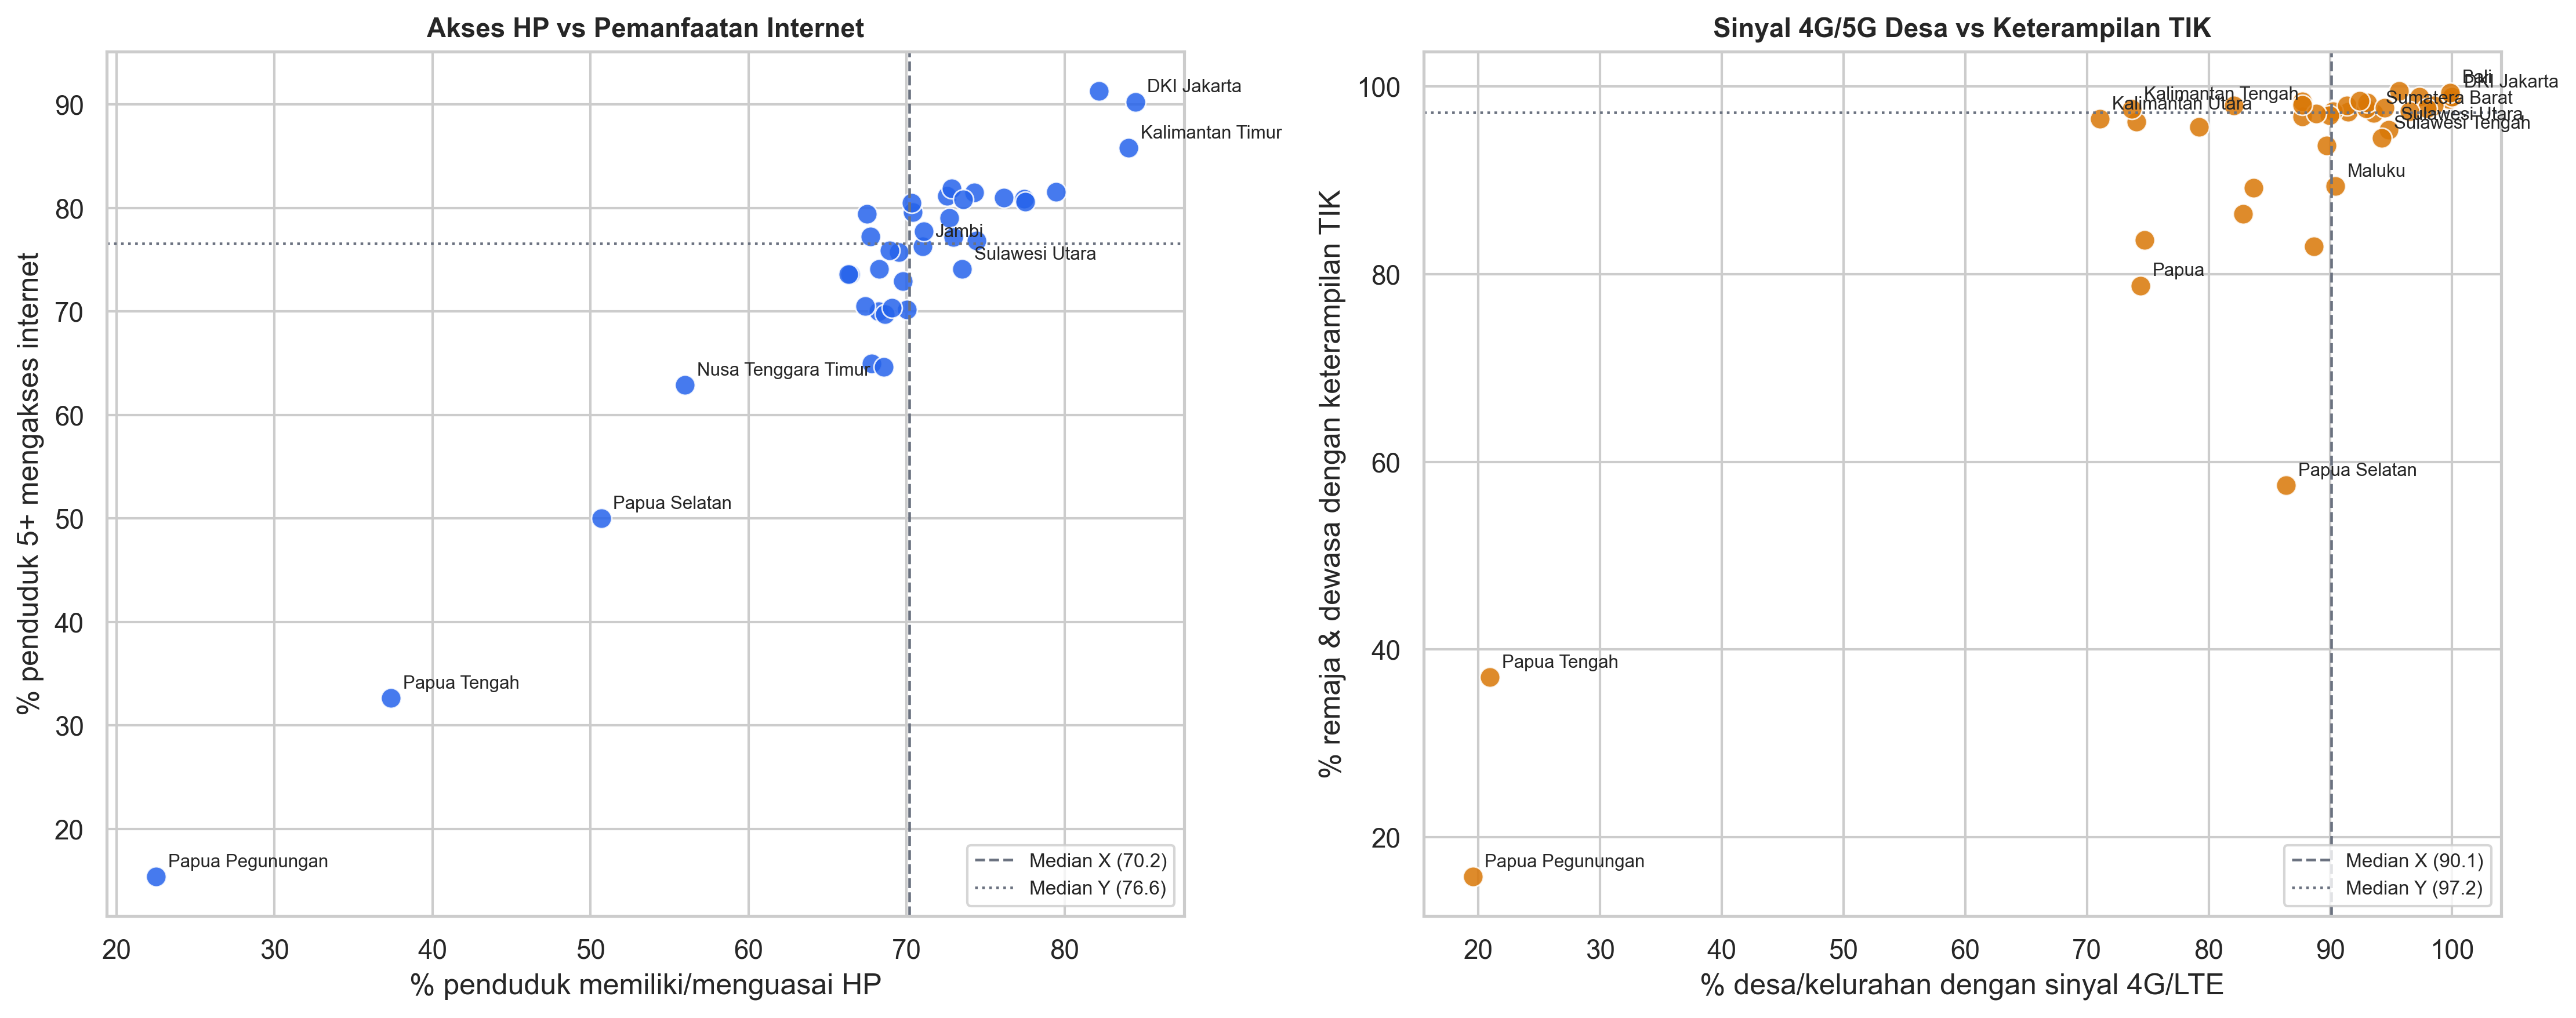 Akses HP vs Pemanfaatan Internet
% penduduk 5+ mengakses internet
90
80
70
60
50
40
30
20
DKI Jakarta
Kalimantan Timur
Jambi
Sulawesi Utara
Nusa Tenggara Timur
Papua Selatan
Papua Tengah
Papua Pegunungan
Median X (70.2)
Median Y (76.6)
20 30 40 50 60 70 80
% penduduk memiliki/menguasai HP
Sinyal 4G/5G Desa vs Keterampilan TIK
% remaja & dewasa dengan keterampilan TIK
100
80
60
40
20
Bali
DKI Jakarta
Kalimantan Tengah
Sumatera Barat
Kalimantan Utara
Sulawesi Utara
Sulawesi Tengah
Maluku
Papua
Papua Selatan
Papua Tengah
Papua Pegunungan
Median X (90.1)
Median Y (97.2)
20 30 40 50 60 70 80 90 100
% desa/kelurahan dengan sinyal 4G/LTE